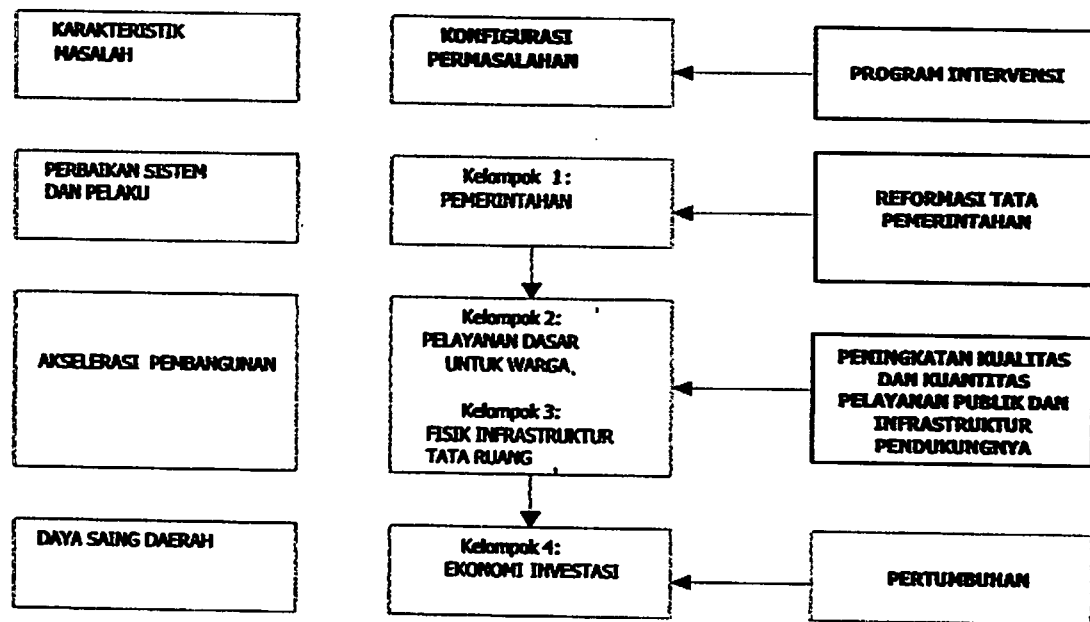 KARAKTERISTIK
MASALAH
KONFIGURASI
PERMASALAHAN
PROGRAM INTERVENSI
PERBAIKAN SISTEM
DAN PELAKU
Kelompok 1:
PEMERINTAHAN
REFORMASI TATA
PEMERINTAHAN
AKSELERASI PEMBANGUNAN
Kelompok 2:
PELAYANAN DASAR
UNTUK WARGA,
Kelompok 3:
FISIK INFRASTRUKTUR
TATA RUANG
PENINGKATAN KUALITAS
DAN KUANTITAS
PELAYANAN PUBLIK DAN
INFRASTRUKTUR
PENDUKUNGNYA
DAYA SAING DAERAH
Kelompok 4:
EKONOMI INVESTASI
PERTUMBUHAN